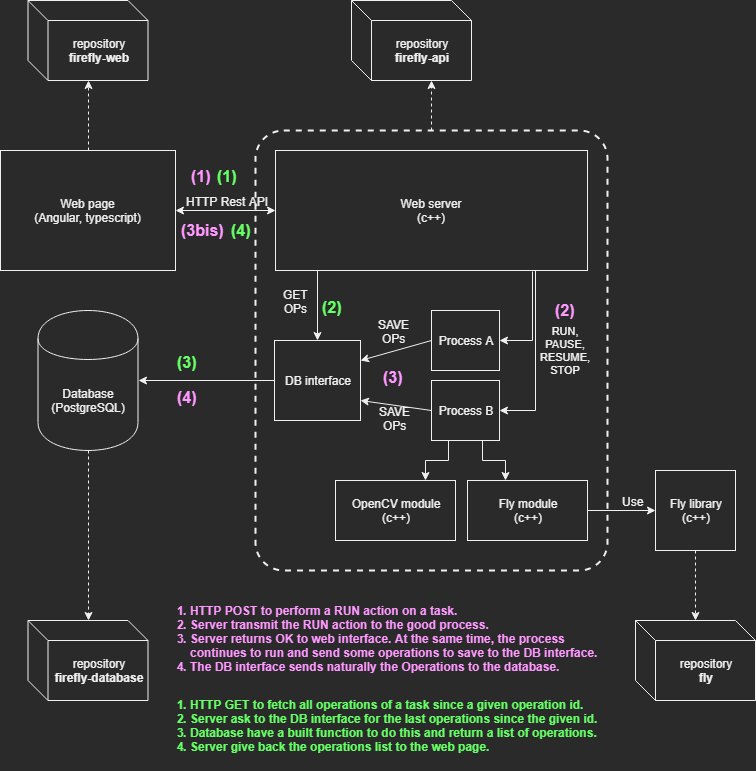 repository
firefly-web
repository
firefly-api
Web page
(Angular, typescript)
(1) (1)
HTTP Rest API
(3bis) (4)
Web server
(c++)
GET
OPs
(2)
(2)
RUN,
PAUSE,
RESUME,
STOP
SAVE
OPs
Process A
Database
(PostgreSQL)
(3)
(4)
DB interface
(3)
SAVE
OPs
Process B
OpenCV module
(c++)
Fly module
(c++)
Use
Fly library
(c++)
repository
firefly-database
repository
fly
1. HTTP POST to perform a RUN action on a task.
2. Server transmit the RUN action to the good process.
3. Server returns OK to web interface. At the same time, the process
continues to run and send some operations to save to the DB interface.
4. The DB interface sends naturally the Operations to the database.
1. HTTP GET to fetch all operations of a task since a given operation id.
2. Server ask to the DB interface for the last operations since the given id.
3. Database have a built function to do this and return a list of operations.
4. Server give back the operations list to the web page.